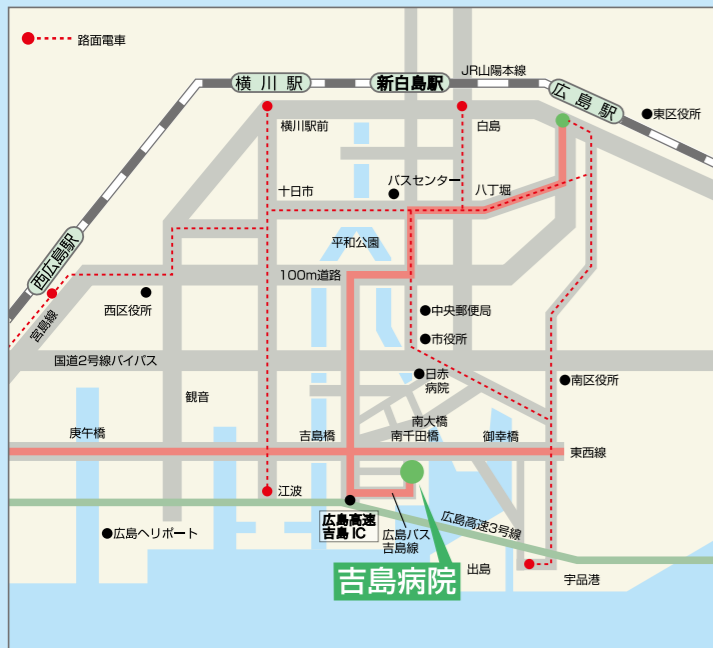 路面電車
JR山陽本線
横川駅
新白島駅
広島駅
東区役所
横川駅前
白島
十日市
バスセンター
八丁堀
平和公園
西広島駅
100m道路
西区役所
宮島線
中央郵便局
市役所
国道2号線バイパス
日赤
病院
南区役所
観音
南大橋
庚午橋
吉島橋
南千田橋
御幸橋
東西線
江波
広島高速
吉島IC
広島バス
吉島線
広島高速3号線
広島ヘリポート
出島
宇品港
吉島病院